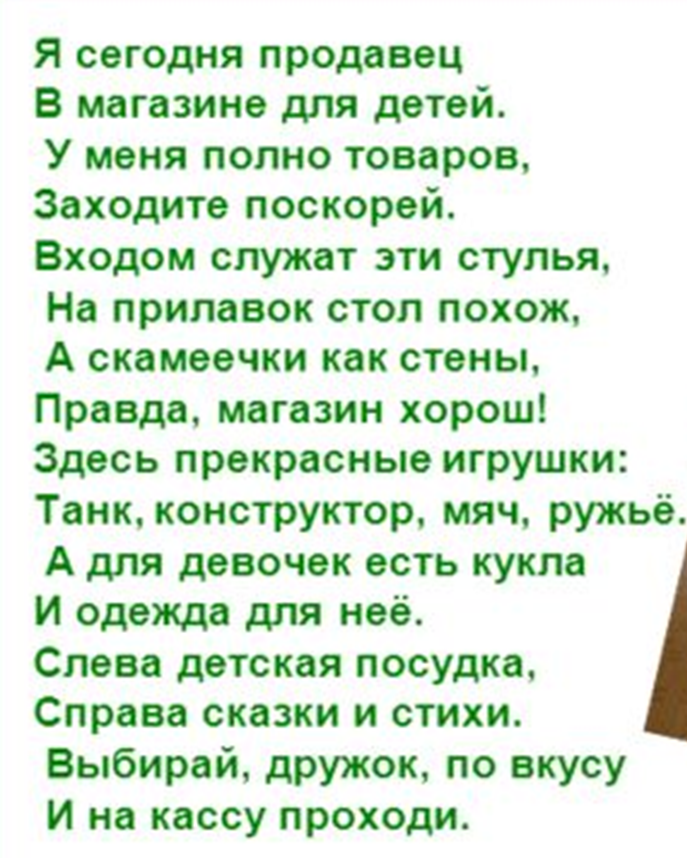 Я сегодня продавец
В магазине для детей.
У меня полно товаров,
Заходите поскорей.
Входом служат эти стулья,
На прилавок стол похож,
А скамеечки как стены,
Правда, магазин хорош!
Здесь прекрасные игрушки:
Танк, конструктор, мяч, ружьё.
А для девочек есть кукла
И одежда для неё.
Слева детская посудка,
Справа сказки и стихи.
Выбирай, дружок, по вкусу
И на кассу проходи.